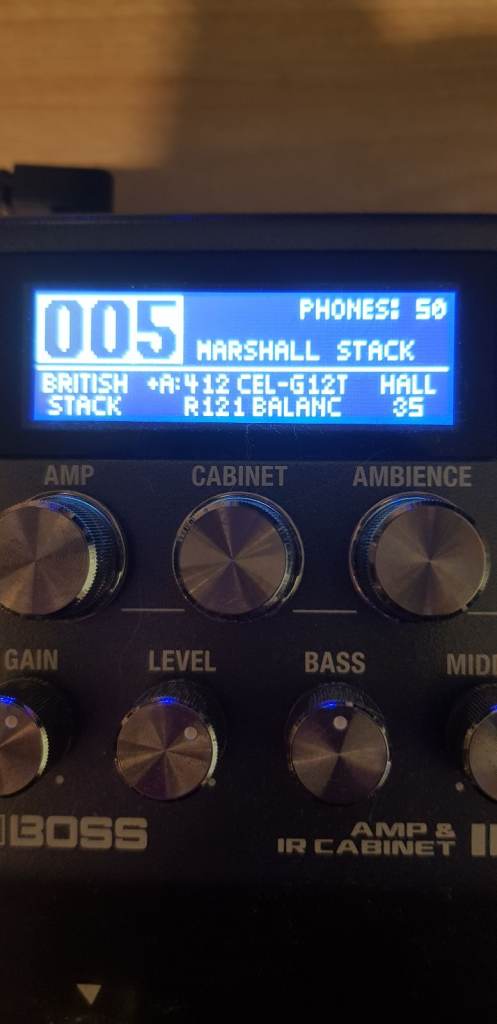 PHONES: 50
005
MARSHALL STACK
BRITISH +A:412 CEL-G12T HALL
STACK R121 BALANC 35
AMP CABINET AMBIENCE
GAIN LEVEL BASS
BOSS
AMP &
IR CABINET